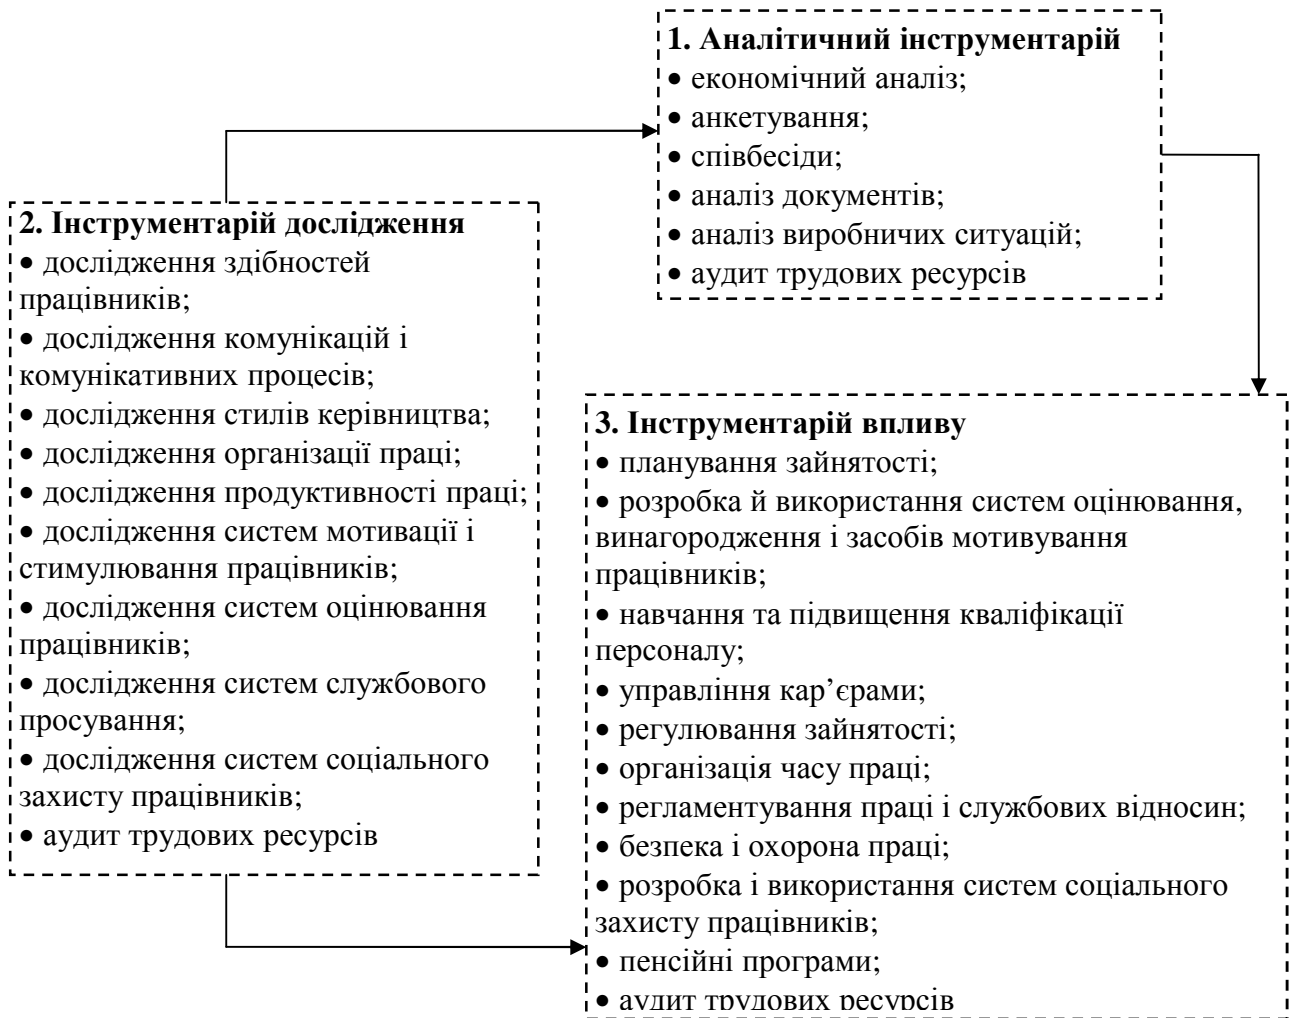 1. Аналітичний інструментарій
• економічний аналіз;
• анкетування;
• співбесіди;
• аналіз документів;
• аналіз виробничих ситуацій;
• аудит трудових ресурсів
2. Інструментарій дослідження
• дослідження здібностей
працівників;
• дослідження комунікацій і
комунікативних процесів;
• дослідження стилів керівництва;
• дослідження організації праці;
• дослідження продуктивності праці;
• дослідження систем мотивації і
стимулювання працівників;
• дослідження систем оцінювання
працівників;
• дослідження систем службового
просування;
• дослідження систем соціального
захисту працівників;
• аудит трудових ресурсів
3. Інструментарій впливу
• планування зайнятості;
• розробка й використання систем оцінювання,
винагородження і засобів мотивування
працівників;
• навчання та підвищення кваліфікації
персоналу;
• управління кар’єрами;
• регулювання зайнятості;
• організація часу праці;
• регламентування праці і службових відносин;
• безпека і охорона праці;
• розробка і використання систем соціального
захисту працівників;
• пенсійні програми;
• аудит трудових ресурсів